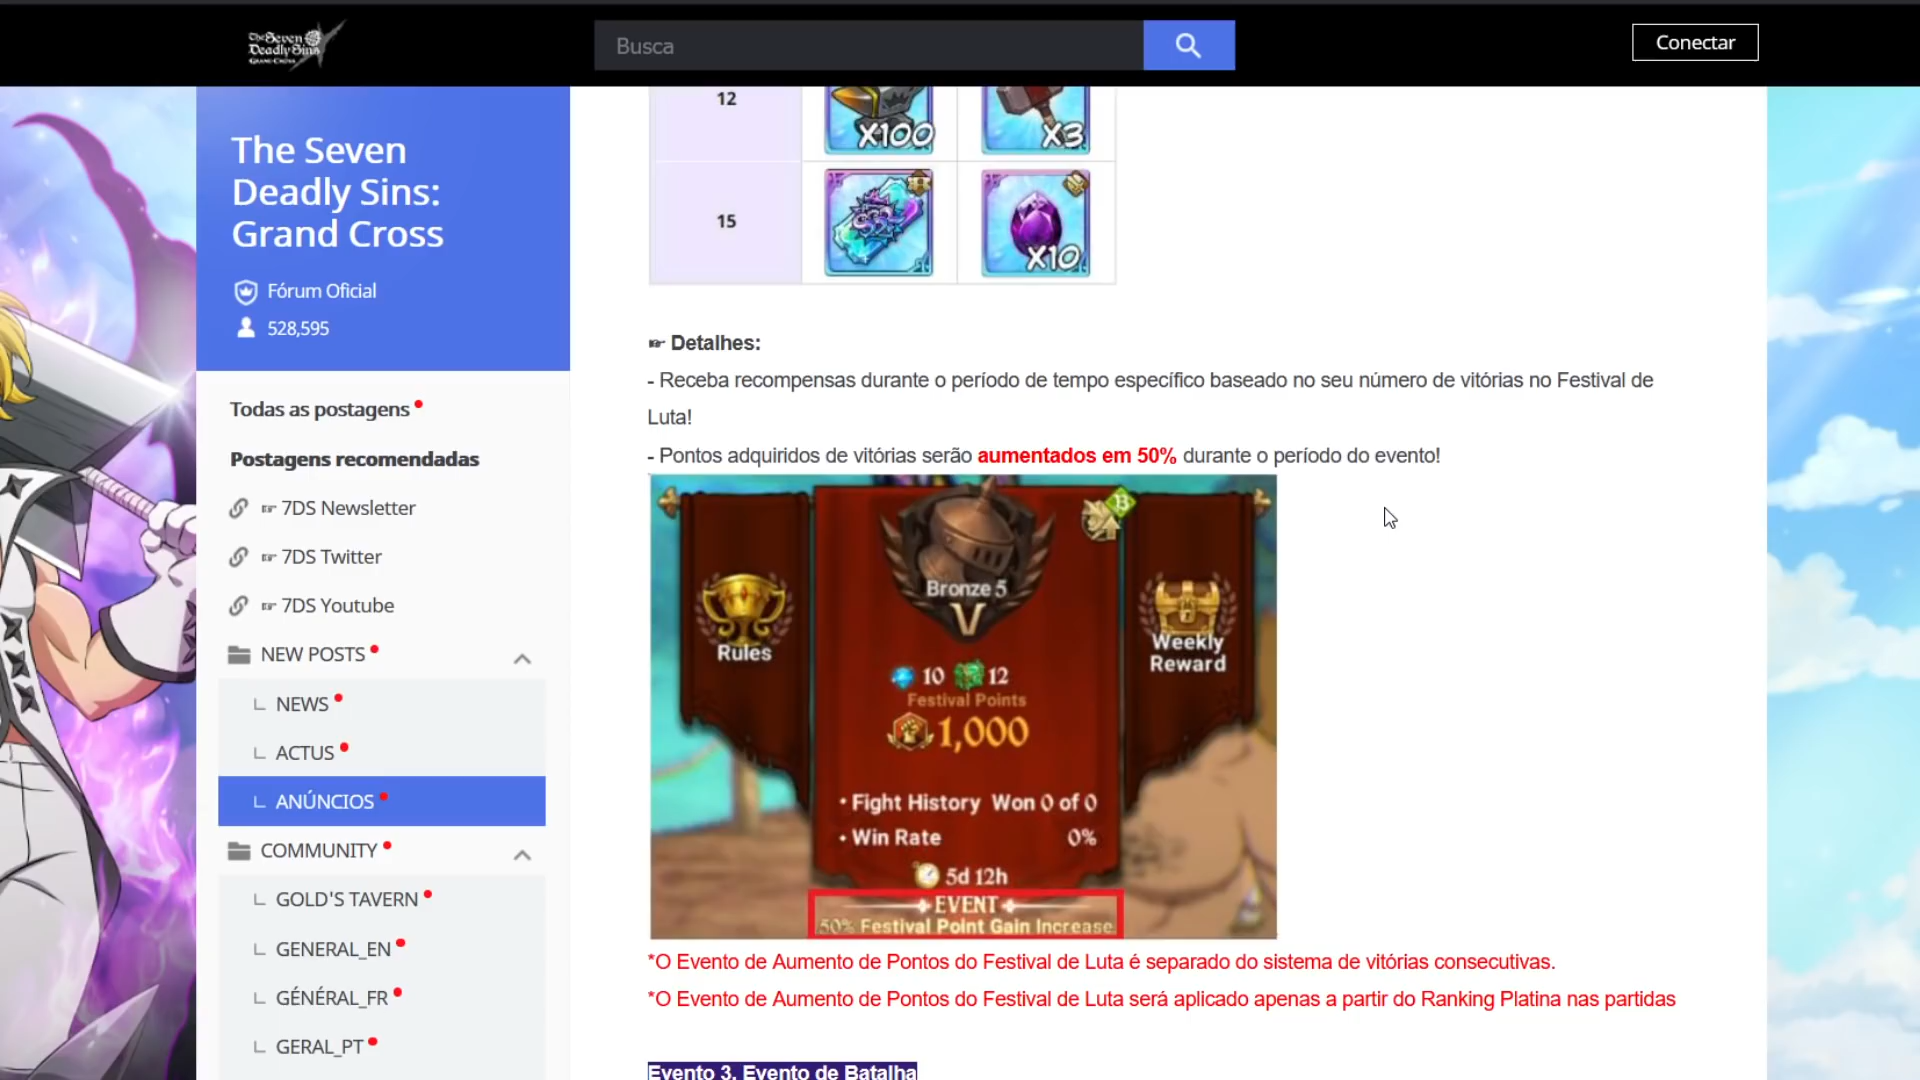 The Seven
Deadly Sins
GRAND CROSS
Busca
Conectar
The Seven
Deadly Sins:
Grand Cross
Fórum Oficial
528,595
Todas as postagens
Postagens recomendadas
☞ 7DS Newsletter
☞ 7DS Twitter
☞ 7DS Youtube
NEW POSTS
NEWS
ACTUS
ANÚNCIOS
COMMUNITY
GOLD'S TAVERN
GENERAL_EN
GÉNÉRAL_FR
GERAL_PT
12
X100
X3
15
X10
☛ Detalhes:
- Receba recompensas durante o período de tempo específico baseado no seu número de vitórias no Festival de
Luta!
- Pontos adquiridos de vitórias serão aumentados em 50% durante o período do evento!
B
Bronze 5
V
Rules
Weekly
Reward
10 12
Festival Points
1,000
• Fight History Won 0 of 0
• Win Rate 0%
5d 12h
EVENT
50% Festival Point Gain Increase
*O Evento de Aumento de Pontos do Festival de Luta é separado do sistema de vitórias consecutivas.
*O Evento de Aumento de Pontos do Festival de Luta será aplicado apenas a partir do Ranking Platina nas partidas
Evento 3. Evento de Batalha